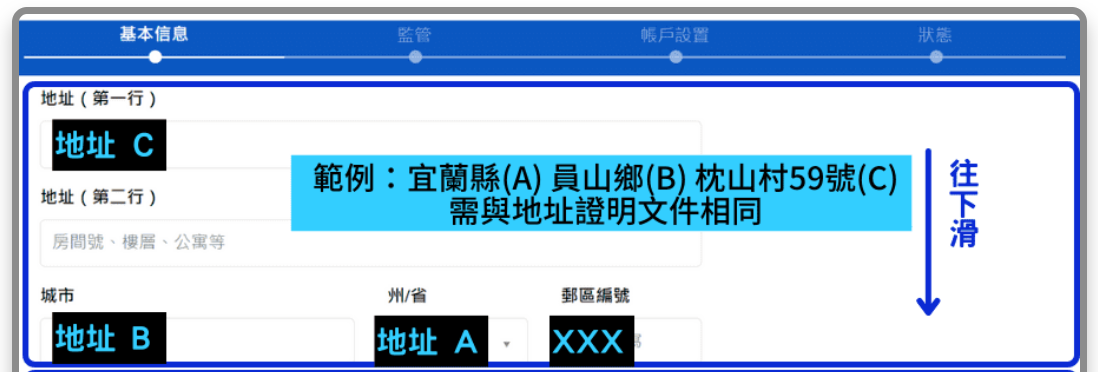 基本信息 監管 帳戶設置 狀態
地址 ( 第一行 )
地址 C
範例：宜蘭縣(A) 員山鄉(B) 枕山村59號(C)
需與地址證明文件相同
往下滑
地址 ( 第二行 )
房間號、樓層、公寓等
城市 州/省 郵區編號
地址 B 地址 A XXX